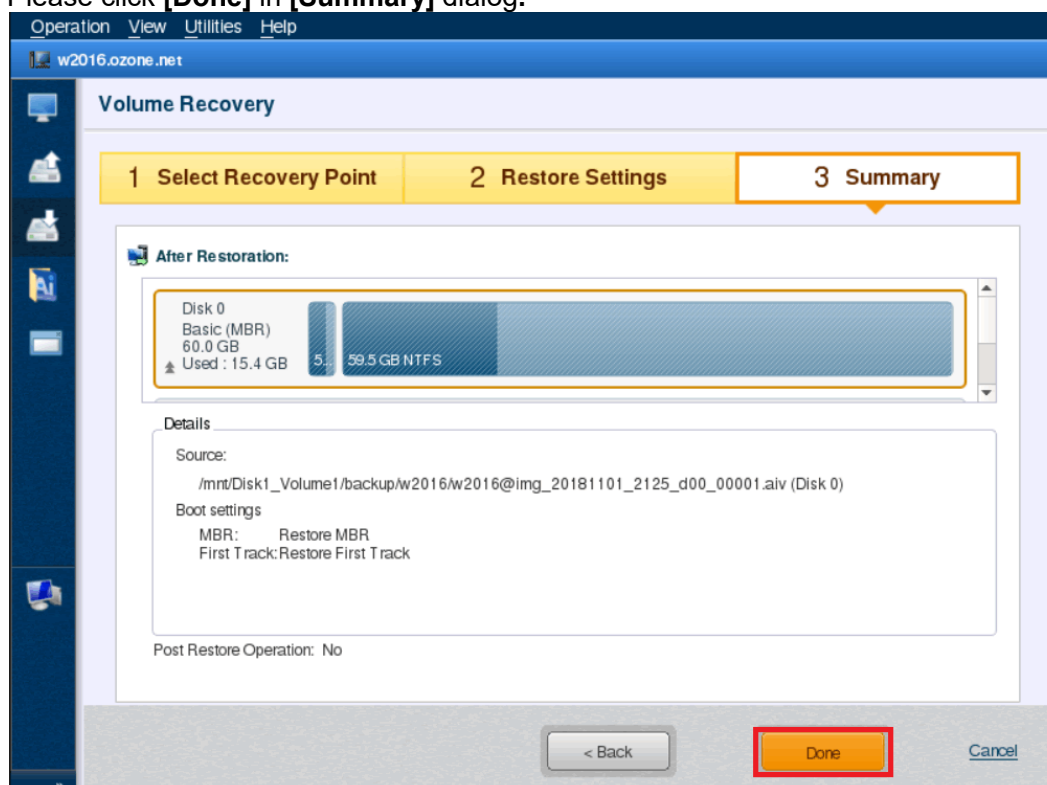 Please click [Done] in [Summary] dialog.
Operation View Utilities Help
w2016.ozone.net
Volume Recovery
1 Select Recovery Point
2 Restore Settings
3 Summary
After Restoration:
Disk 0
Basic (MBR)
60.0 GB
Used : 15.4 GB
5...
59.5 GB NTFS
Details
Source:
/mnt/Disk1_Volume1/backup/w2016/w2016@img_20181101_2125_d00_00001.aiv (Disk 0)
Boot settings
MBR: Restore MBR
First Track: Restore First Track
Post Restore Operation: No
< Back
Done
Cancel